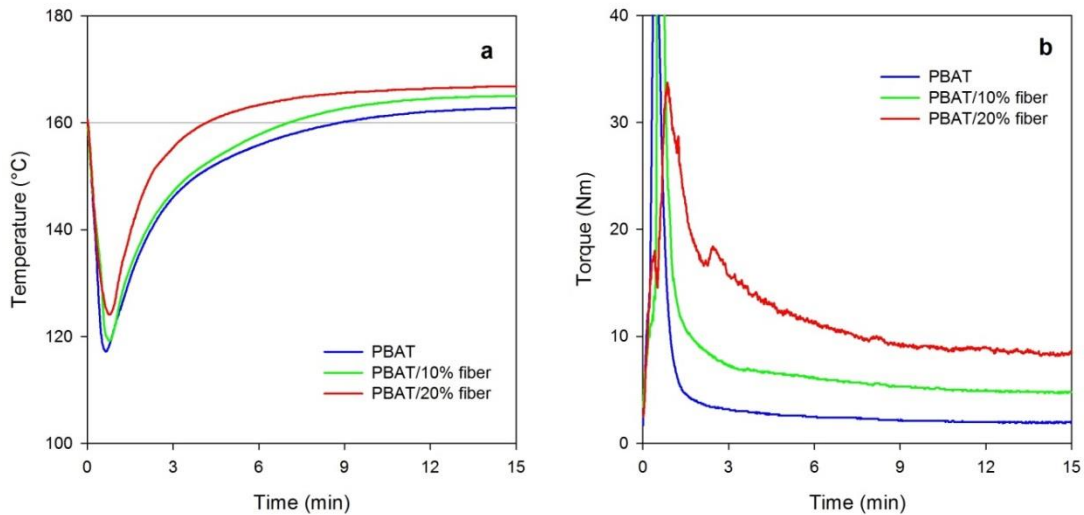 180
160
140
120
100
Temperature (°C)
a
PBAT
PBAT/10% fiber
PBAT/20% fiber
0 3 6 9 12 15
Time (min)
40
30
20
10
0
Torque (Nm)
b
PBAT
PBAT/10% fiber
PBAT/20% fiber
0 3 6 9 12 15
Time (min)